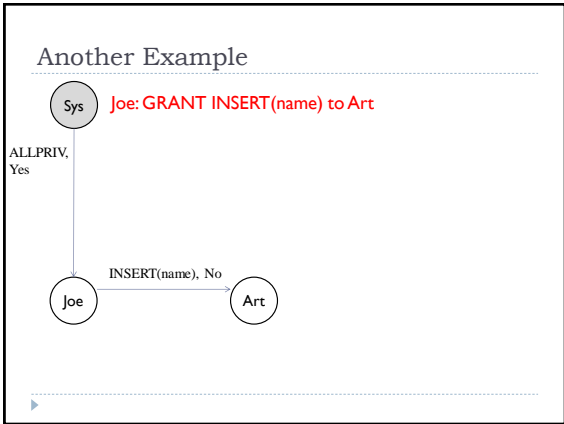 Another Example
Sys
Joe: GRANT INSERT(name) to Art
ALLPRIV,
Yes
INSERT(name), No
Joe
Art